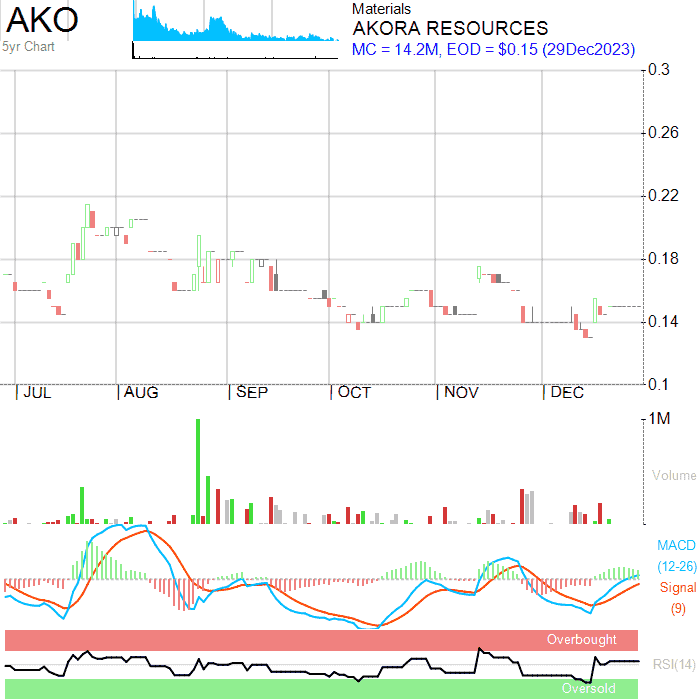 AKO
5yr Chart
Materials
AKORA RESOURCES
MC = 14.2M, EOD = $0.15 (29Dec2023)
0.3
0.26
0.22
0.18
0.14
0.1
JUL AUG SEP OCT NOV DEC
1M
Volume
MACD
(12-26)
Signal
(9)
Overbought
RSI(14)
Oversold